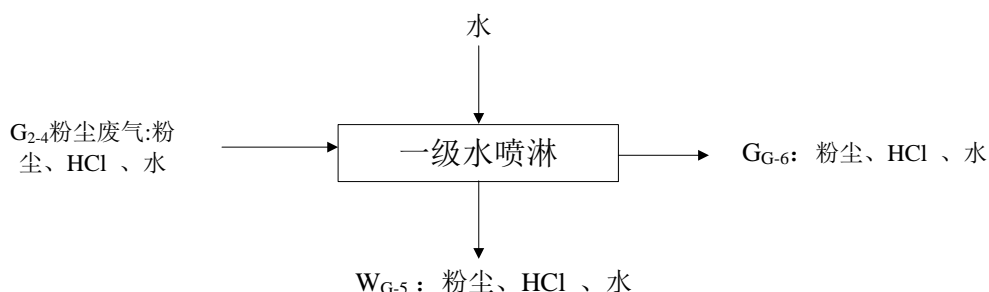 水
G2-4粉尘废气:粉
尘、HCl 、水
一级水喷淋
GG-6：粉尘、HCl 、水
WG-5 ：粉尘、HCl 、水